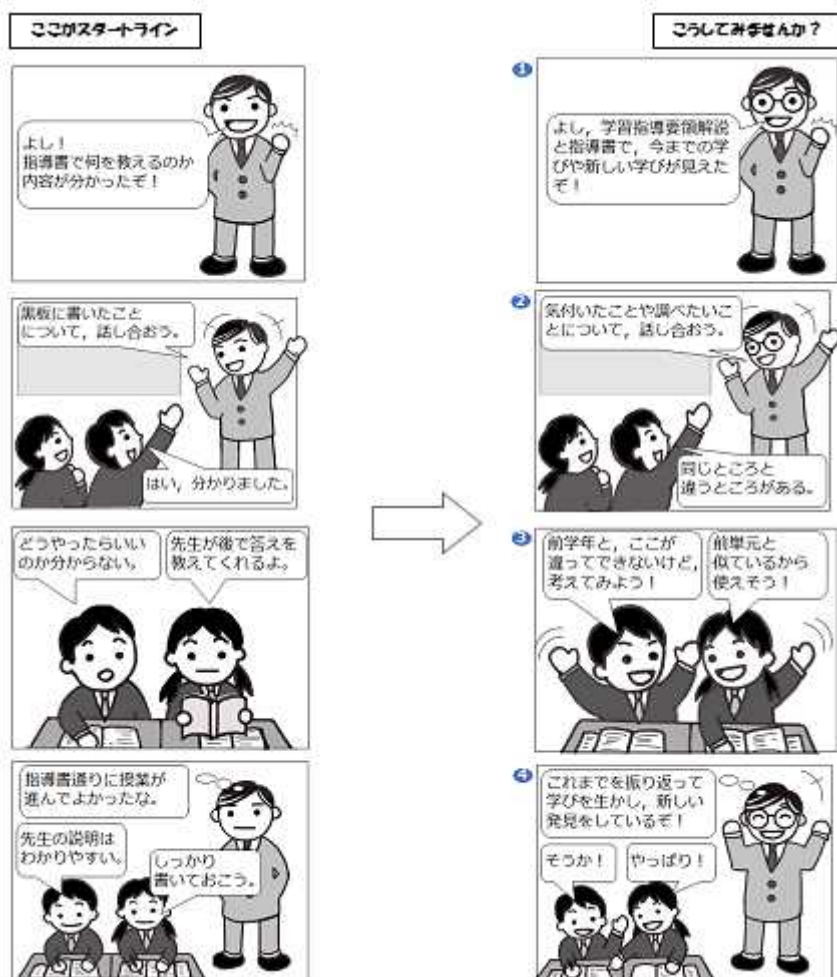 ここがスタートライン
よし！
指導書で何を教えるのか
内容が分かったぞ！
黒板に書いたこと
について，話し合おう。
はい，分かりました。
どうやったらいい
のか分からない。
先生が後で答えを
教えてくれるよ。
指導書通りに授業が
進んでよかったな。
先生の説明は
わかりやすい。
しっかり
書いておこう。
こうしてみませんか？
1
よし，学習指導要領解説
と指導書で，今までの学
びや新しい学びが見えた
ぞ！
2
気付いたことや調べたいこ
とについて，話し合おう。
同じところと
違うところがある。
3
前学年と，ここが
違ってできないけど，
考えてみよう！
前単元と
似ているから
使えそう！
4
これまでを振り返って
学びを生かし，新しい
発見をしているぞ！
そうか！
やっぱり！